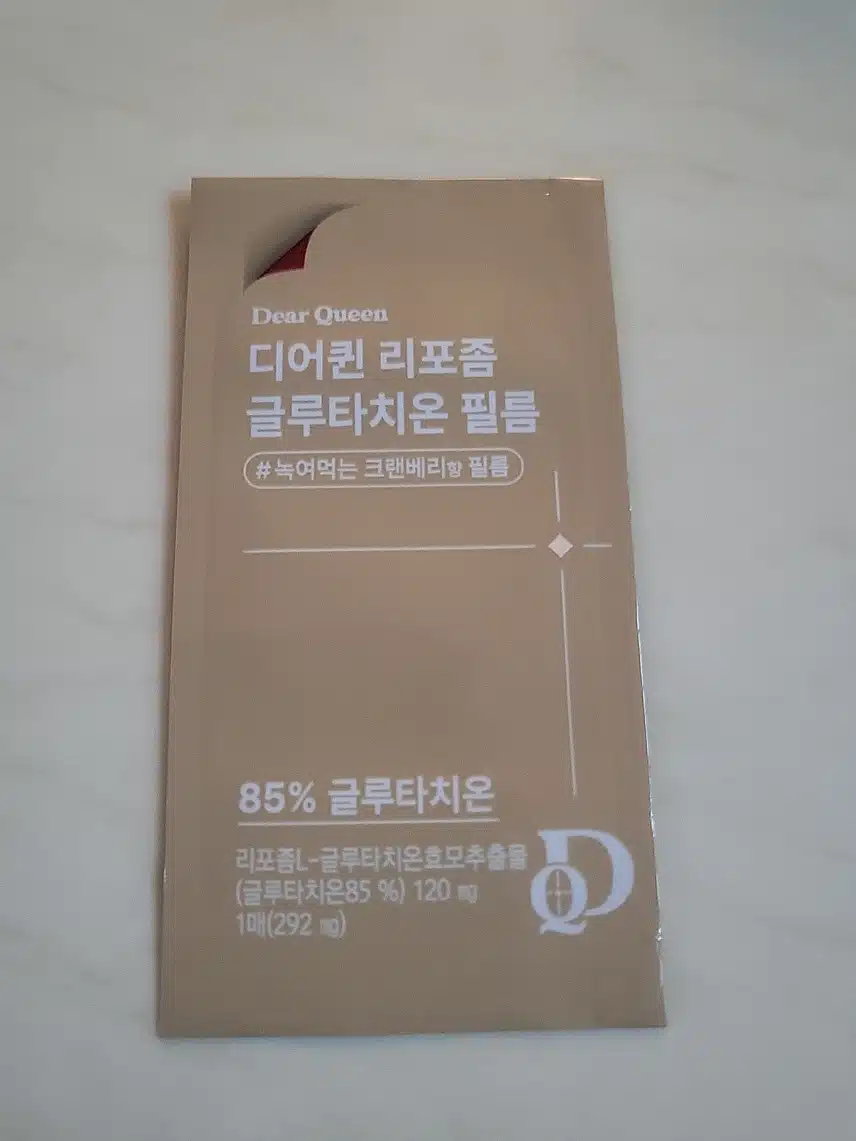 Dear Queen
디어퀸 리포좀
글루타치온 필름
#녹여먹는 크랜베리향 필름
85% 글루타치온
리포좀L-글루타치온효모추출물
(글루타치온85 %) 120 mg
1매(292 mg)
DQ